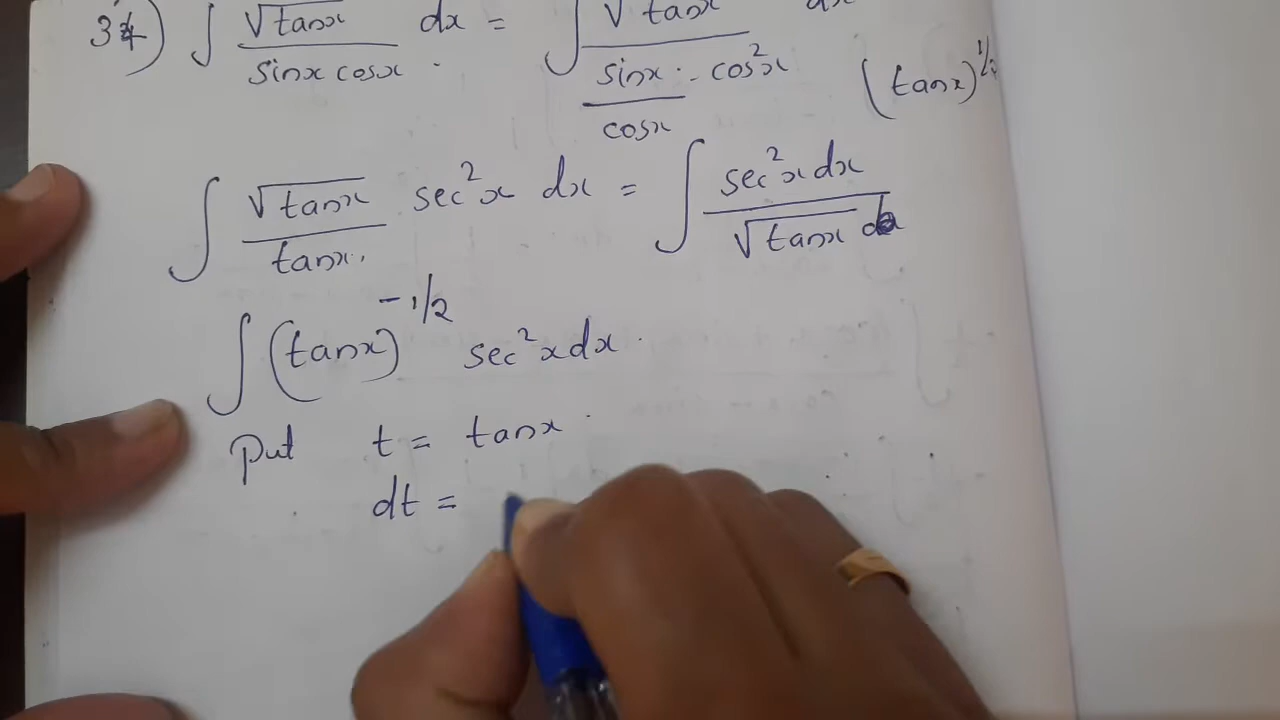 34) ∫ √tanx / sinx cosx dx = ∫ √tanx / (sinx/cosx · cos²x) dx
(tanx)^1/2
∫ √tanx / tanx · sec²x dx = ∫ sec²x dx / √tanx
∫ (tanx)^-1/2 sec²x dx.
Put t = tanx.
dt =